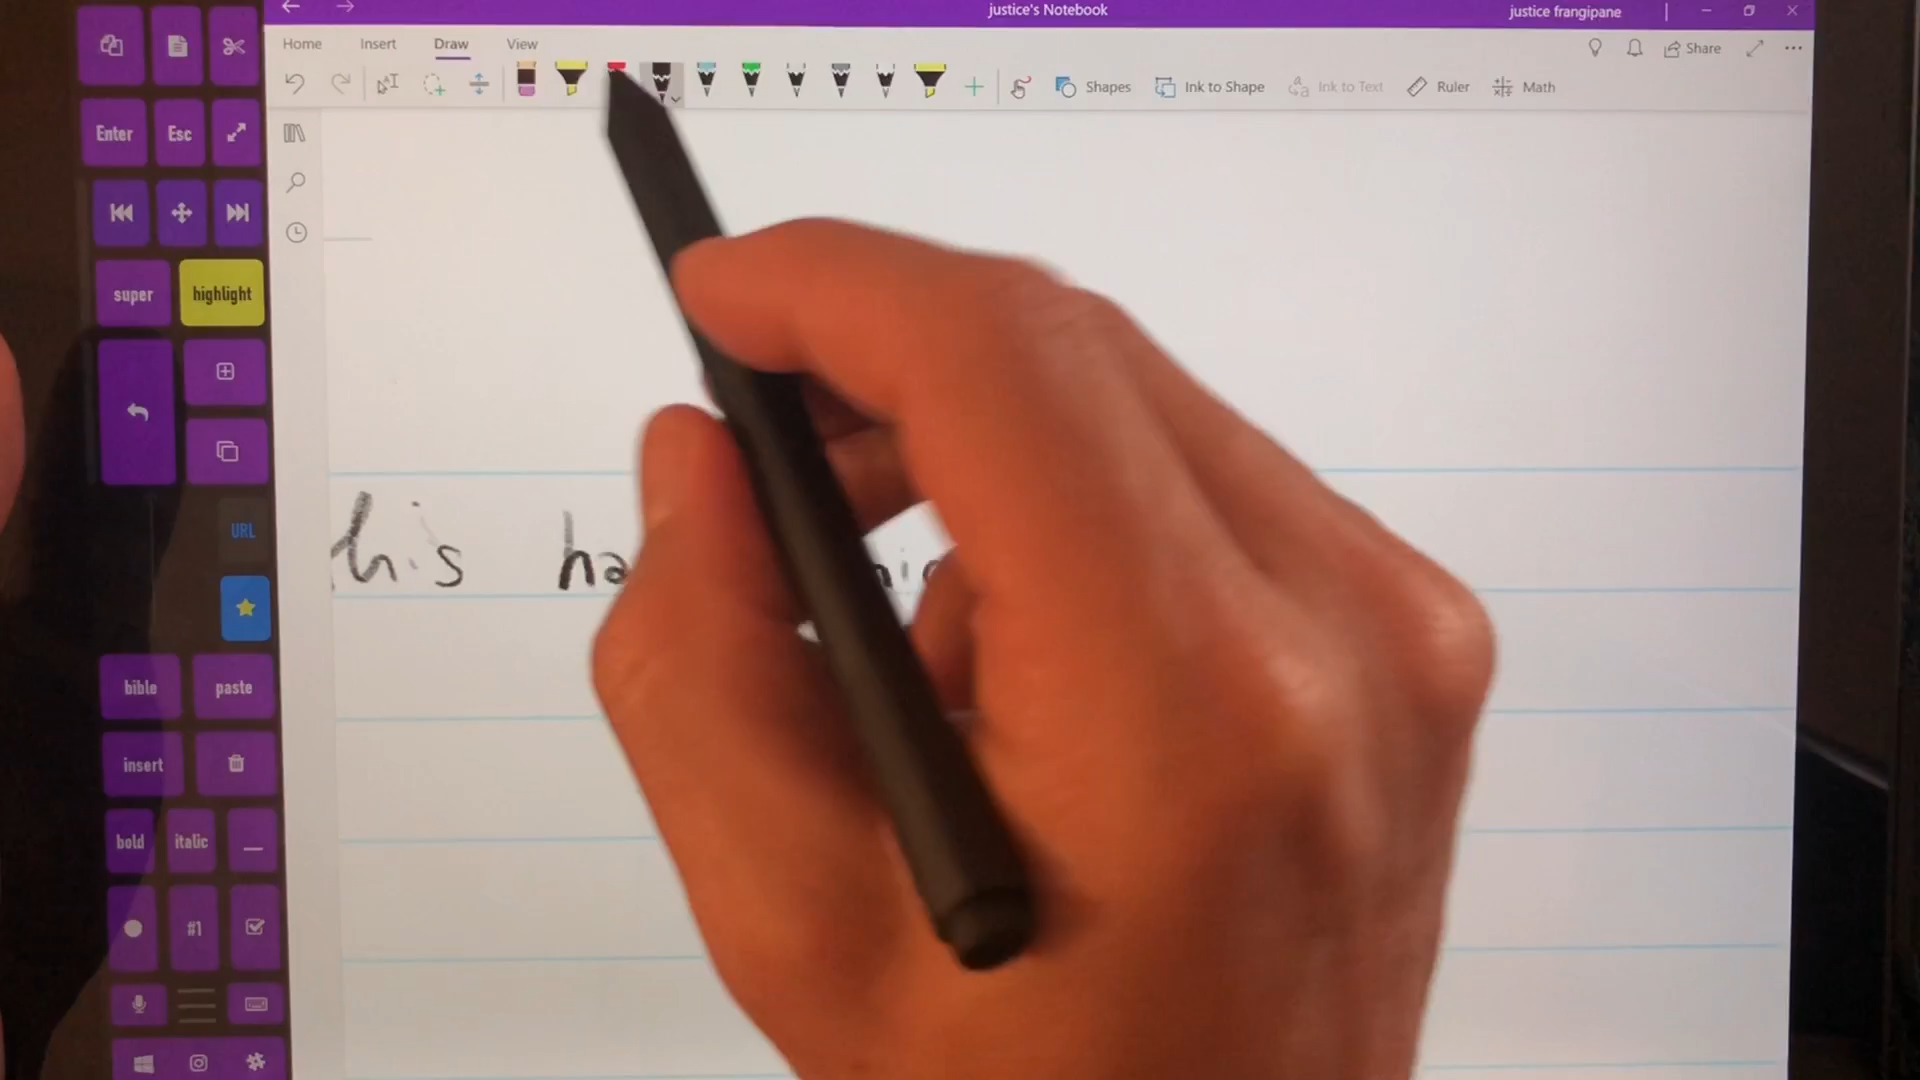 justice's Notebook
justice frangipane
Home Insert Draw View
Share
Shapes Ink to Shape Ink to Text Ruler Math
Enter Esc
super highlight
URL
bible paste
insert
bold italic
#1
his